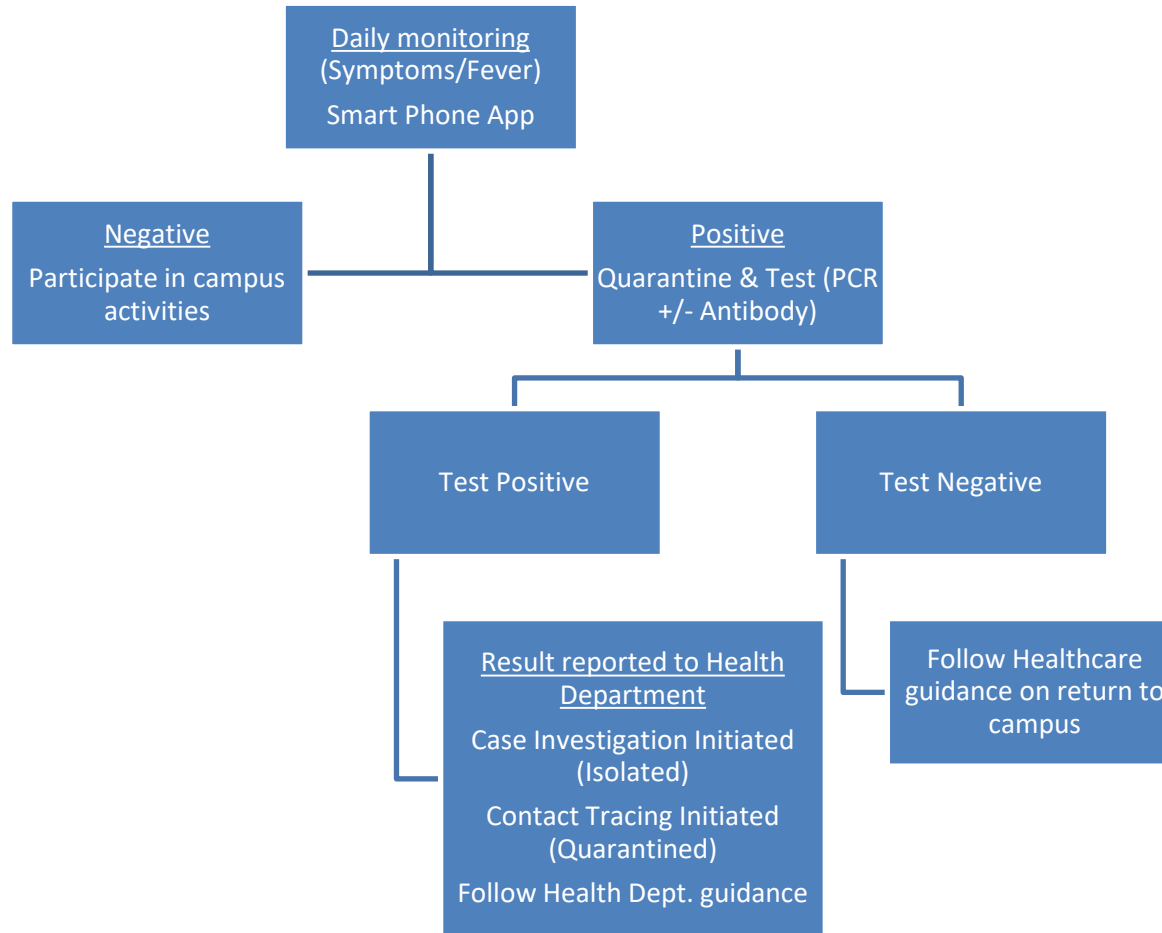 Daily monitoring
(Symptoms/Fever)
Smart Phone App
Negative
Participate in campus
activities
Positive
Quarantine & Test (PCR
+/- Antibody)
Test Positive
Test Negative
Result reported to Health
Department
Case Investigation Initiated
(Isolated)
Contact Tracing Initiated
(Quarantined)
Follow Health Dept. guidance
Follow Healthcare
guidance on return to
campus